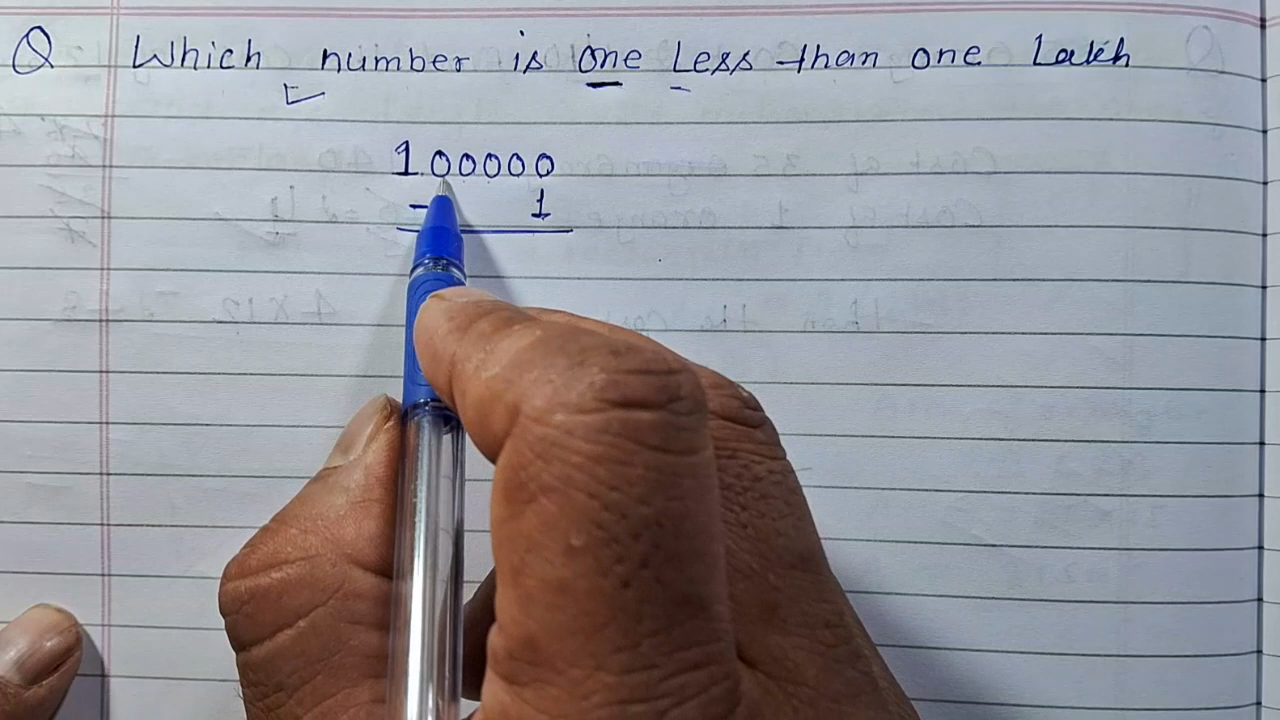 Q Which number is one Less than one Lakh
100000
- 1